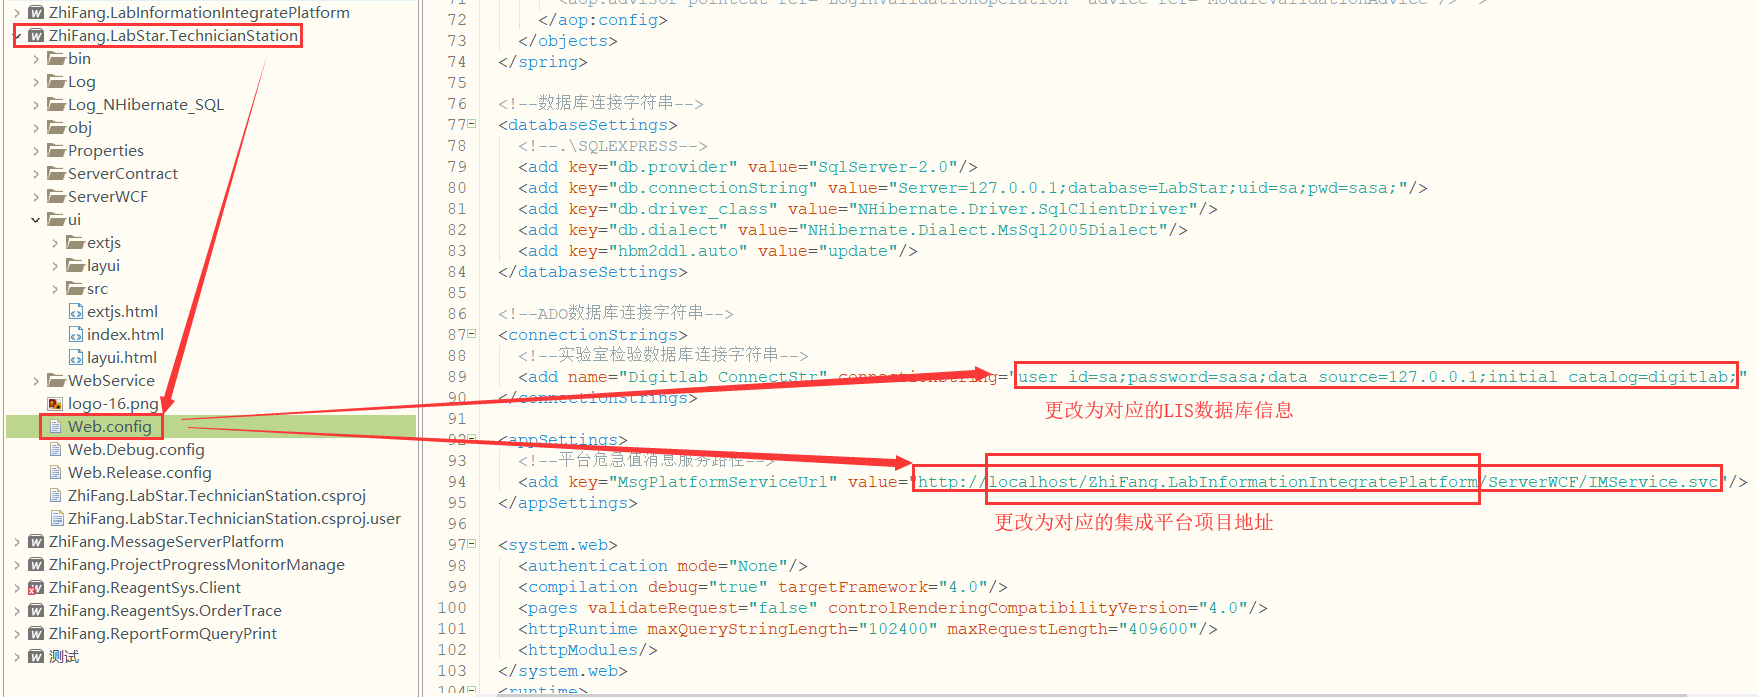 ZhiFang.LabInformationIntegratePlatform
ZhiFang.LabStar.TechnicianStation
bin
Log
Log_NHibernate_SQL
obj
Properties
ServerContract
ServerWCF
ui
extjs
layui
src
extjs.html
index.html
layui.html
WebService
logo-16.png
Web.config
Web.Debug.config
Web.Release.config
ZhiFang.LabStar.TechnicianStation.csproj
ZhiFang.LabStar.TechnicianStation.csproj.user
ZhiFang.MessageServerPlatform
ZhiFang.ProjectProgressMonitorManage
ZhiFang.ReagentSys.Client
ZhiFang.ReagentSys.OrderTrace
ZhiFang.ReportFormQueryPrint
测试
72 </aop:config>
73 </objects>
74 </spring>
75
76 <!--数据库连接字符串-->
77 <databaseSettings>
78 <!--.\SQLEXPRESS-->
79 <add key="db.provider" value="SqlServer-2.0"/>
80 <add key="db.connectionString" value="Server=127.0.0.1;database=LabStar;uid=sa;pwd=sasa;"/>
81 <add key="db.driver_class" value="NHibernate.Driver.SqlClientDriver"/>
82 <add key="db.dialect" value="NHibernate.Dialect.MsSql2005Dialect"/>
83 <add key="hbm2ddl.auto" value="update"/>
84 </databaseSettings>
85
86 <!--ADO数据库连接字符串-->
87 <connectionStrings>
88 <!--实验室检验数据库连接字符串-->
89 <add name="Digitlab_ConnectStr" connectionString="user id=sa;password=sasa;data source=127.0.0.1;initial catalog=digitlab;"
90 </connectionStrings>
更改为对应的LIS数据库信息
91
92 <appSettings>
93 <!--平台危急值消息服务路径-->
94 <add key="MsgPlatformServiceUrl" value="http://localhost/ZhiFang.LabInformationIntegratePlatform/ServerWCF/IMService.svc"/>
95 </appSettings>
更改为对应的集成平台项目地址
96
97 <system.web>
98 <authentication mode="None"/>
99 <compilation debug="true" targetFramework="4.0"/>
100 <pages validateRequest="false" controlRenderingCompatibilityVersion="4.0"/>
101 <httpRuntime maxQueryStringLength="102400" maxRequestLength="409600"/>
102 <httpModules/>
103 </system.web>
104 <runtime>